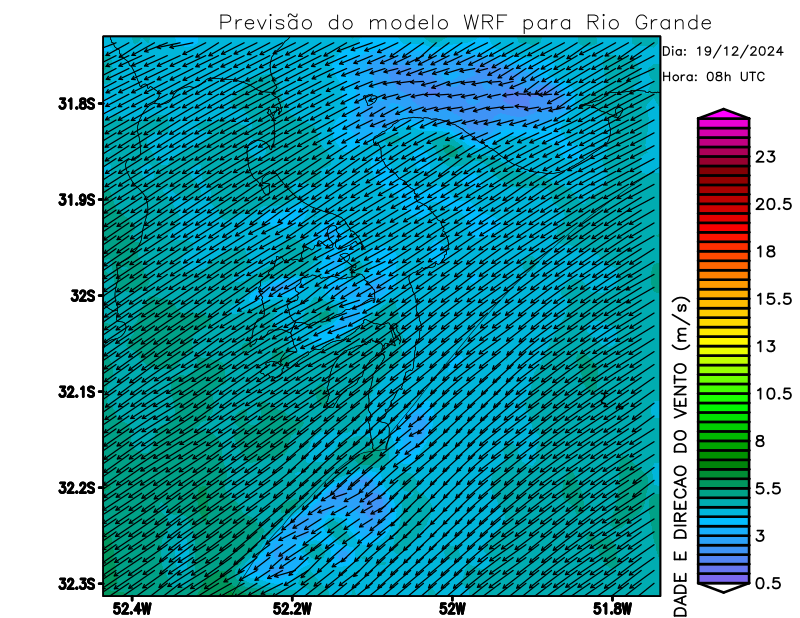 Previsão do modelo WRF para Rio Grande
Dia: 19/12/2024
Hora: 08h UTC
31.8S
31.9S
32S
32.1S
32.2S
32.3S
52.4W
52.2W
52W
51.8W
DADE E DIRECAO DO VENTO (m/s)
23
20.5
18
15.5
13
10.5
8
5.5
3
0.5